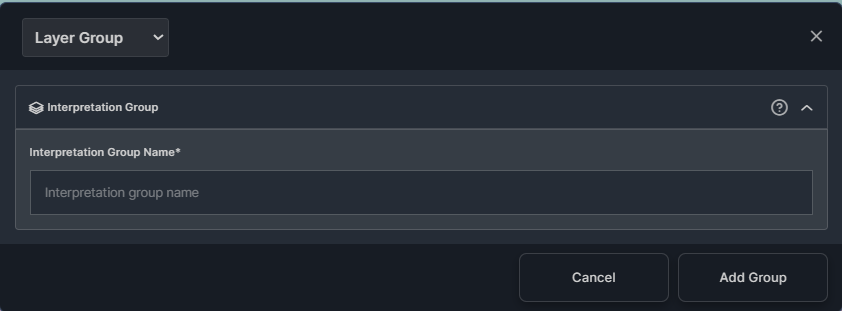 Layer Group
Interpretation Group
Interpretation Group Name*
Interpretation group name
Cancel
Add Group